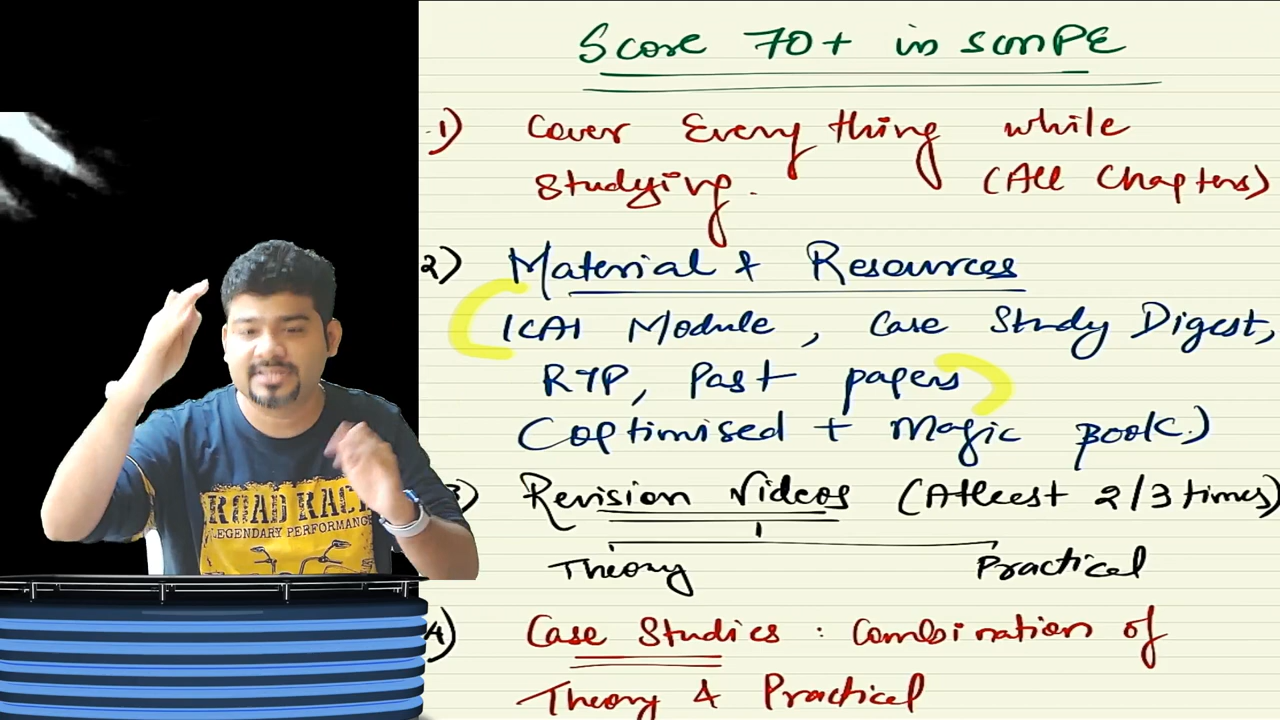 Score 70+ in SCMPE
1) Cover Everything while
studying. (All Chapters)
2) Material & Resources
ICAI Module, Case Study Digest,
RTP, Past papers
(optimised + Magic Book.)
3) Revision Videos (Atleest 2/3 times)
Theory Practical
4) Case Studies : Combination of
Theory & Practical
ROAD RACE
LEGENDARY PERFORMANCE